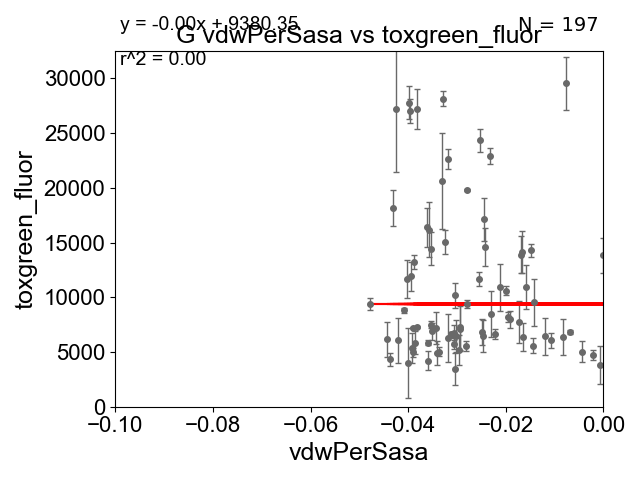 y = -0.00x + 9380.35
N = 197
G vdwPerSasa vs toxgreen_fluor
r^2 = 0.00
30000
25000
20000
15000
10000
5000
0
toxgreen_fluor
−0.10 −0.08 −0.06 −0.04 −0.02 0.00
vdwPerSasa